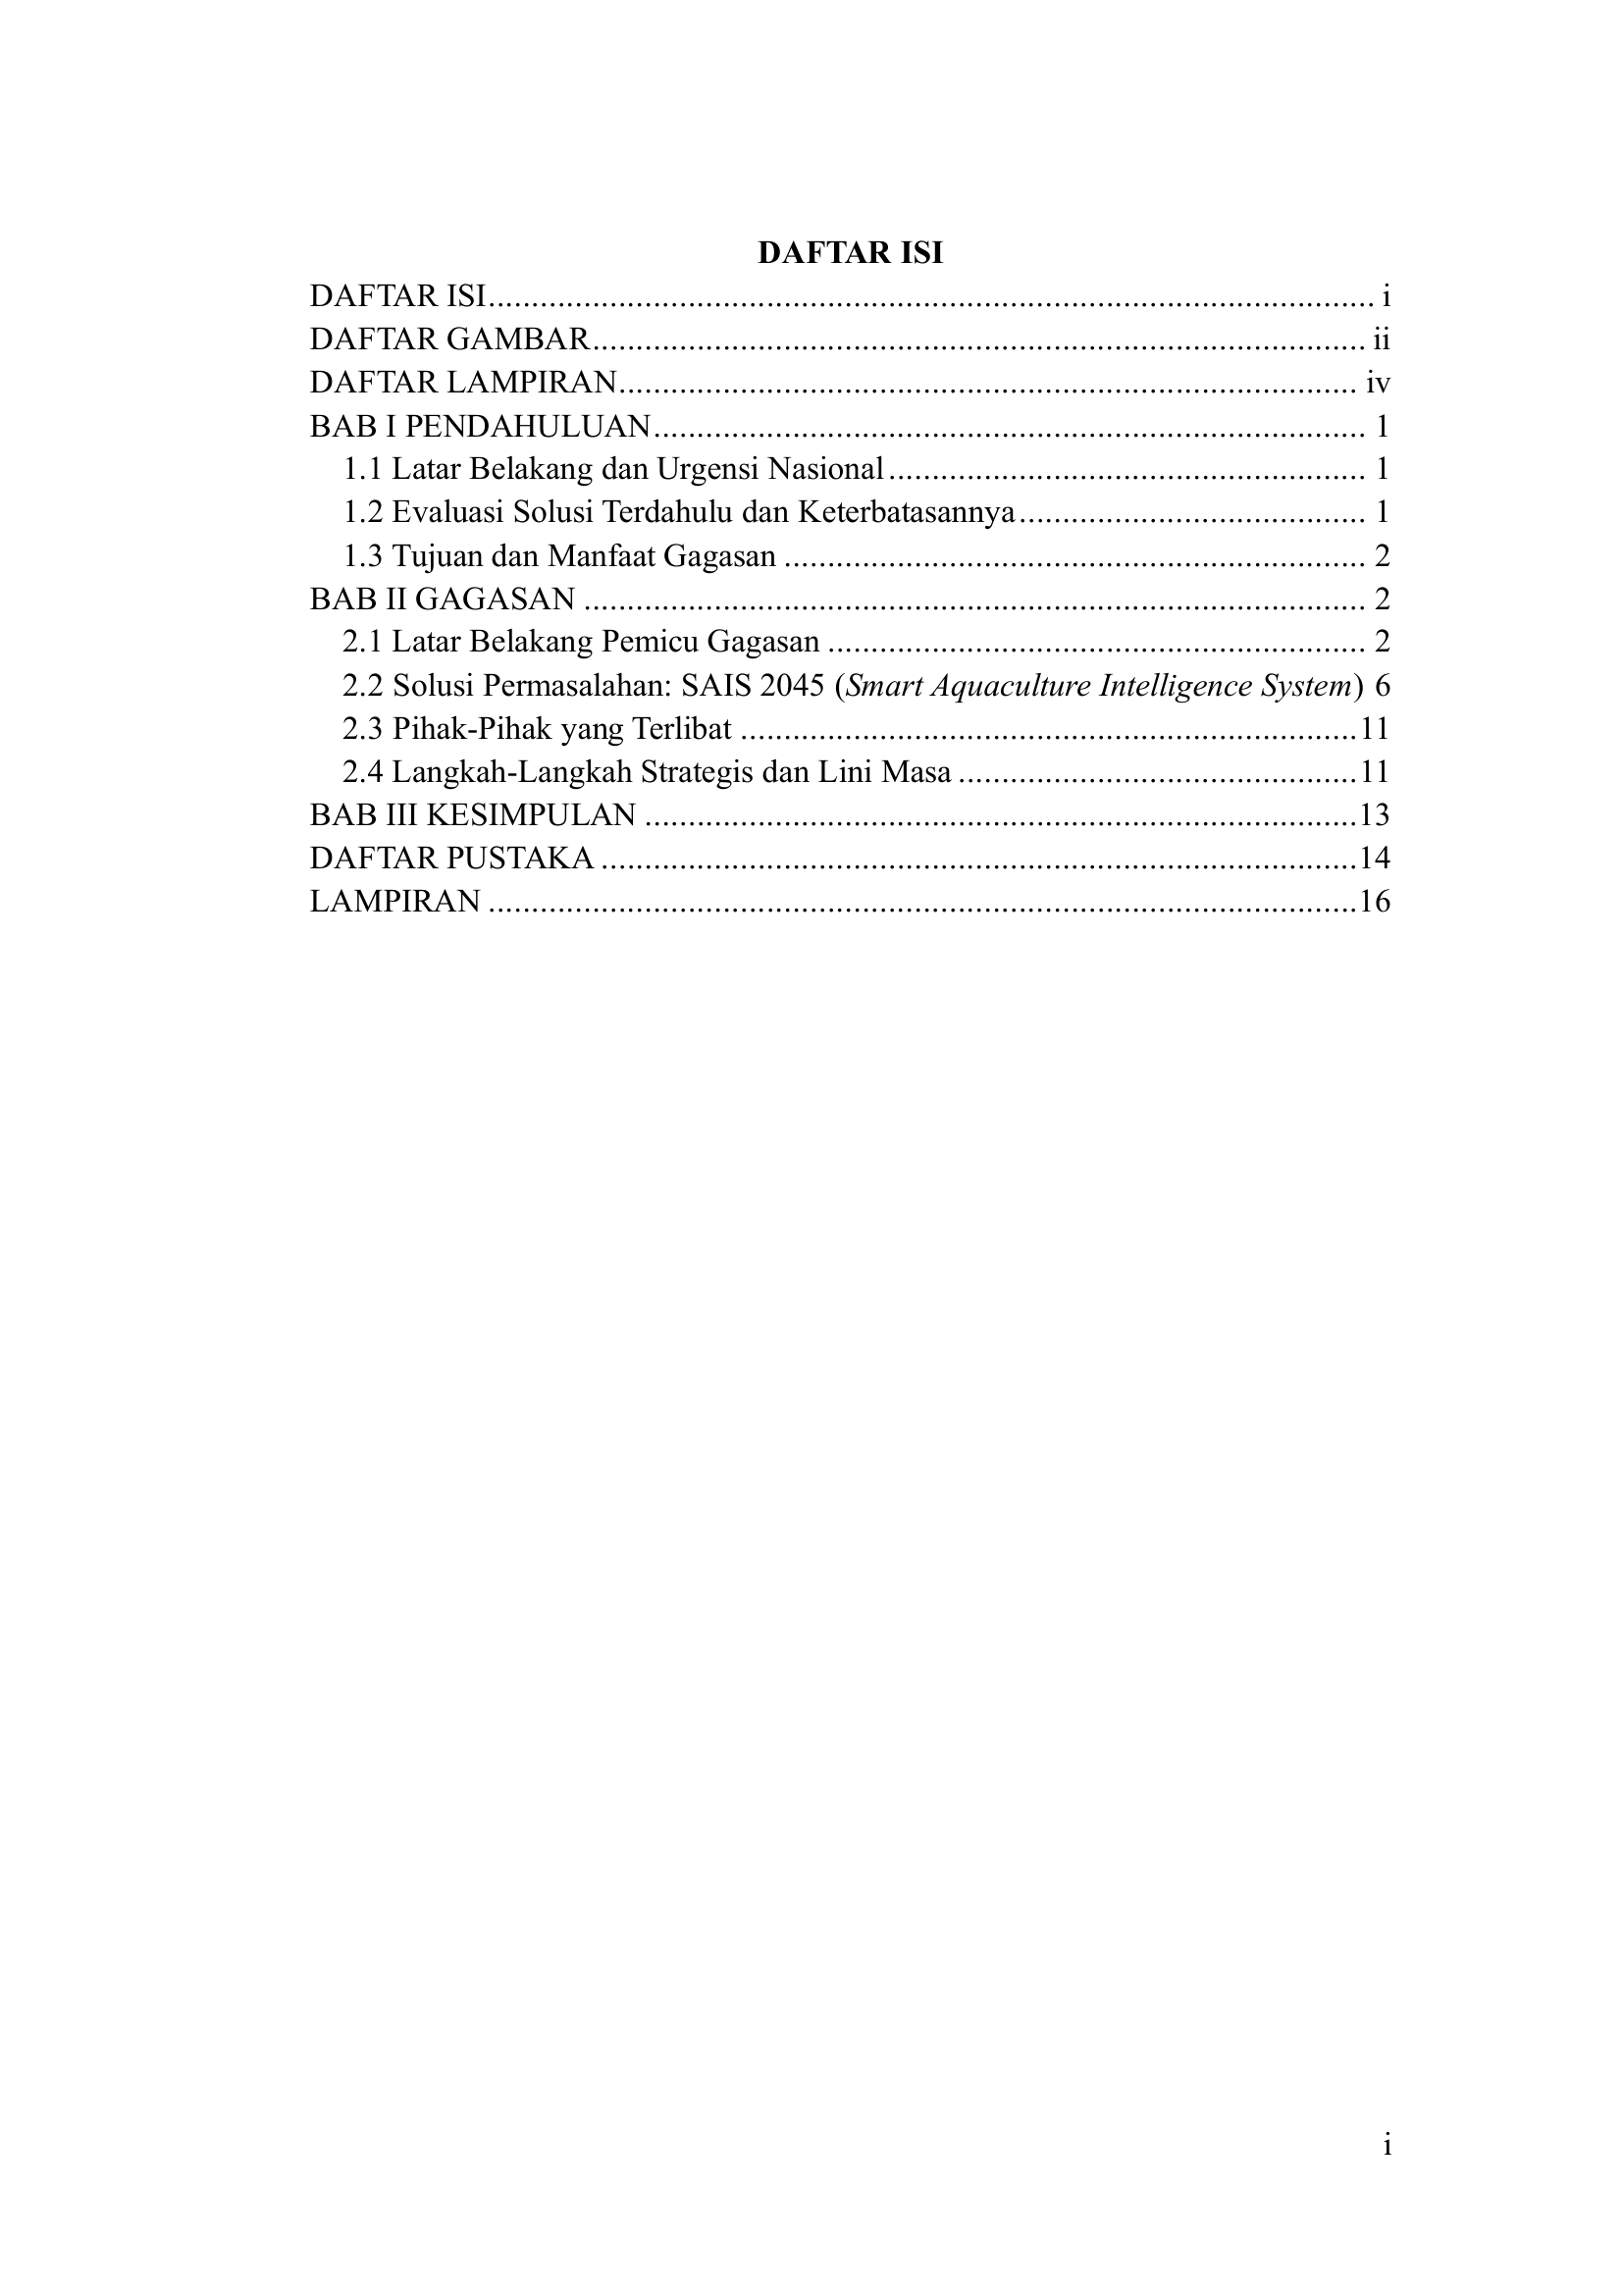 DAFTAR ISI
DAFTAR ISI........................................................................................................ i
DAFTAR GAMBAR.......................................................................................... ii
DAFTAR LAMPIRAN...................................................................................... iv
BAB I PENDAHULUAN................................................................................... 1
1.1 Latar Belakang dan Urgensi Nasional........................................................ 1
1.2 Evaluasi Solusi Terdahulu dan Keterbatasannya........................................ 1
1.3 Tujuan dan Manfaat Gagasan .................................................................... 2
BAB II GAGASAN ........................................................................................... 2
2.1 Latar Belakang Pemicu Gagasan ............................................................... 2
2.2 Solusi Permasalahan: SAIS 2045 (Smart Aquaculture Intelligence System) 6
2.3 Pihak-Pihak yang Terlibat ........................................................................11
2.4 Langkah-Langkah Strategis dan Lini Masa ..............................................11
BAB III KESIMPULAN ...................................................................................13
DAFTAR PUSTAKA ........................................................................................14
LAMPIRAN ......................................................................................................16
i